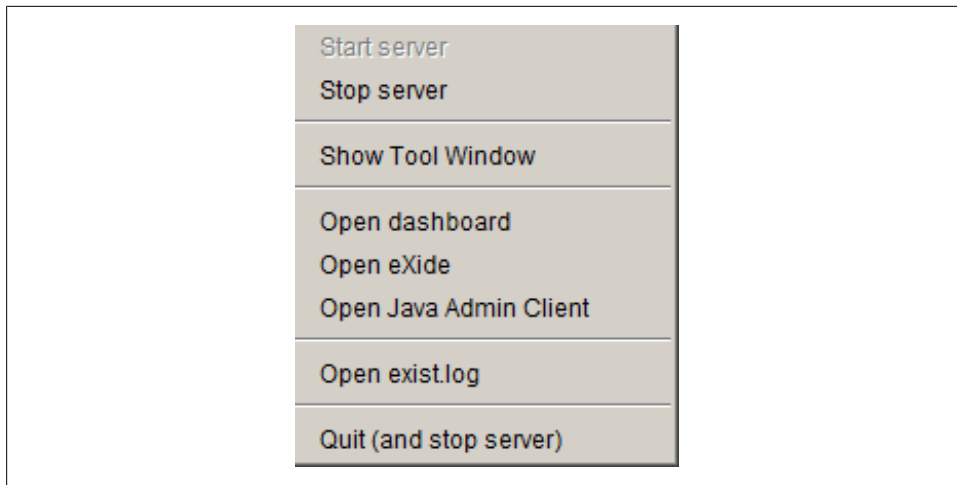 Start server
Stop server
Show Tool Window
Open dashboard
Open eXide
Open Java Admin Client
Open exist.log
Quit (and stop server)